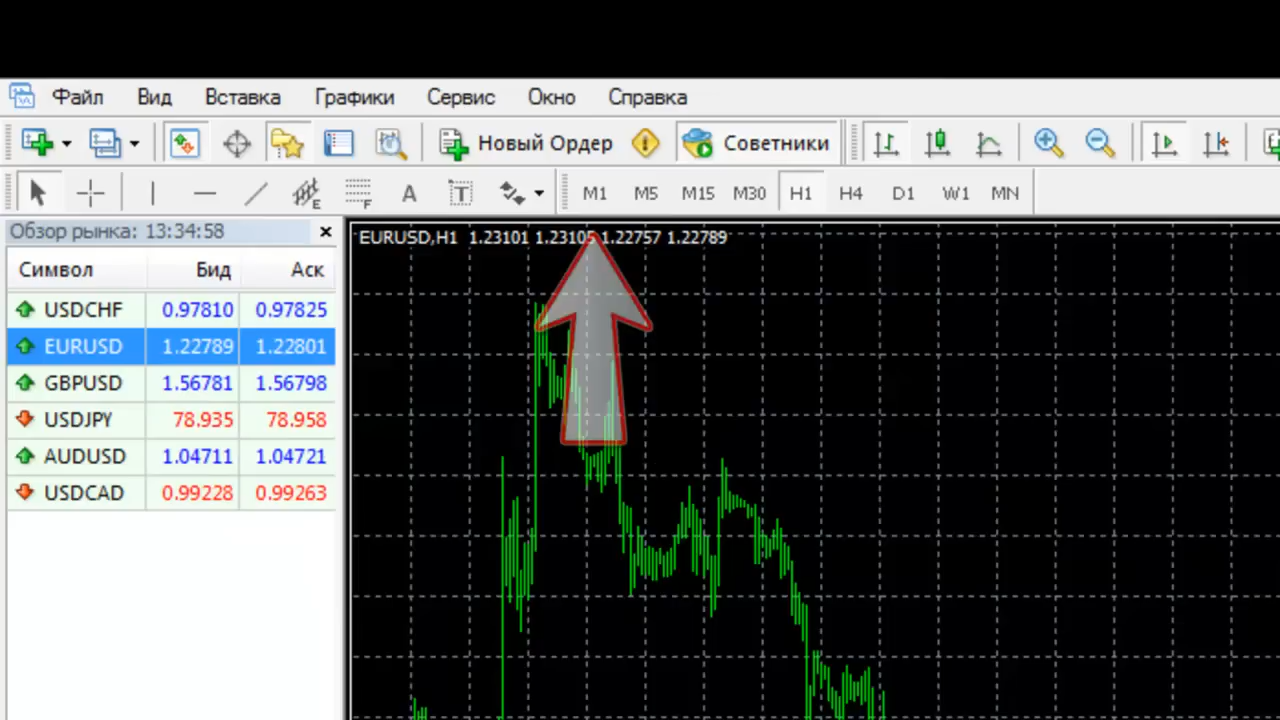 Файл Вид Вставка Графики Сервис Окно Справка
Новый Ордер Советники
E F A T M1 M5 M15 M30 H1 H4 D1 W1 MN
Обзор рынка: 13:34:58
EURUSD,H1 1.23101 1.23105 1.22757 1.22789
Символ Бид Аск
USDCHF 0.97810 0.97825
EURUSD 1.22789 1.22801
GBPUSD 1.56781 1.56798
USDJPY 78.935 78.958
AUDUSD 1.04711 1.04721
USDCAD 0.99228 0.99263